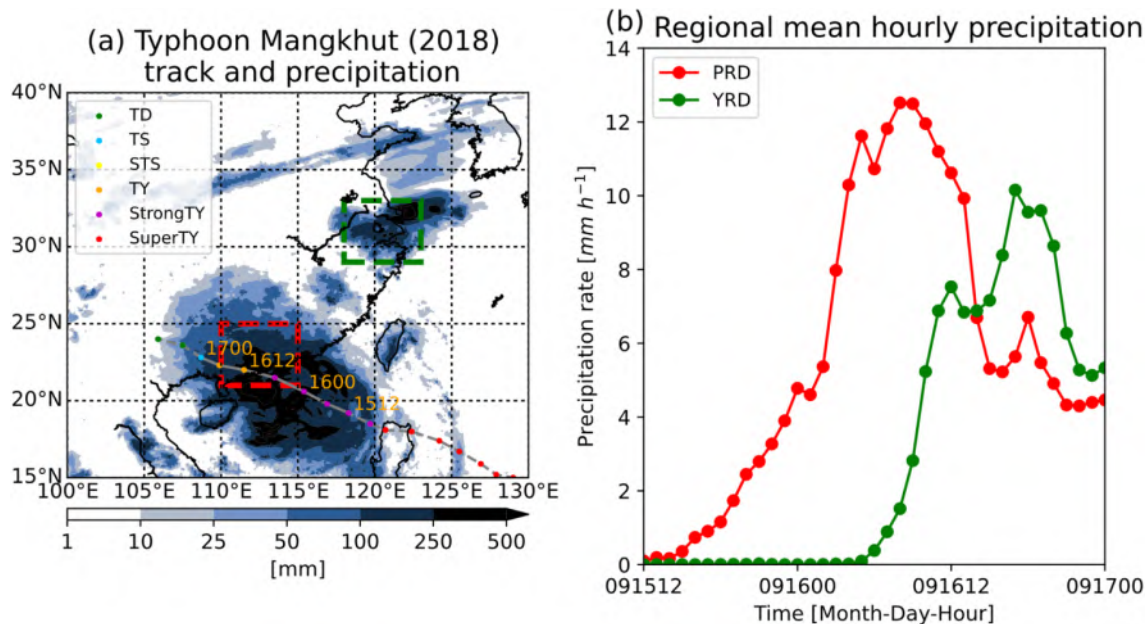 (a) Typhoon Mangkhut (2018)
track and precipitation
40°N
35°N
30°N
25°N
20°N
15°N
TD
TS
STS
TY
StrongTY
SuperTY
1700
1612
1600
1512
100°E 105°E 110°E 115°E 120°E 125°E 130°E
1 10 25 50 100 250 500
[mm]
(b) Regional mean hourly precipitation
14
12
10
8
6
4
2
0
Precipitation rate [mm h⁻¹]
PRD
YRD
091512 091600 091612 091700
Time [Month-Day-Hour]